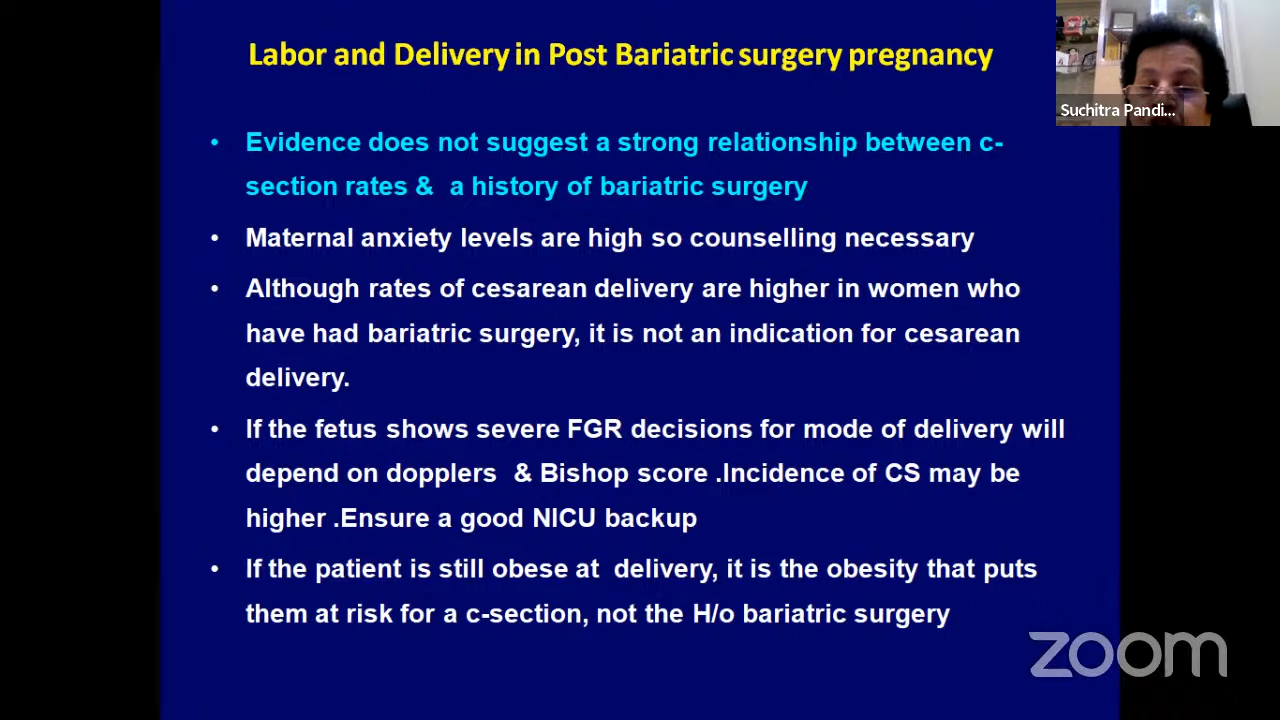 Labor and Delivery in Post Bariatric surgery pregnancy
Suchitra Pandi...
• Evidence does not suggest a strong relationship between c-
section rates &  a history of bariatric surgery
• Maternal anxiety levels are high so counselling necessary
• Although rates of cesarean delivery are higher in women who
have had bariatric surgery, it is not an indication for cesarean
delivery.
• If the fetus shows severe FGR decisions for mode of delivery will
depend on dopplers  & Bishop score .Incidence of CS may be
higher .Ensure a good NICU backup
• If the patient is still obese at  delivery, it is the obesity that puts
them at risk for a c-section, not the H/o bariatric surgery
zoom